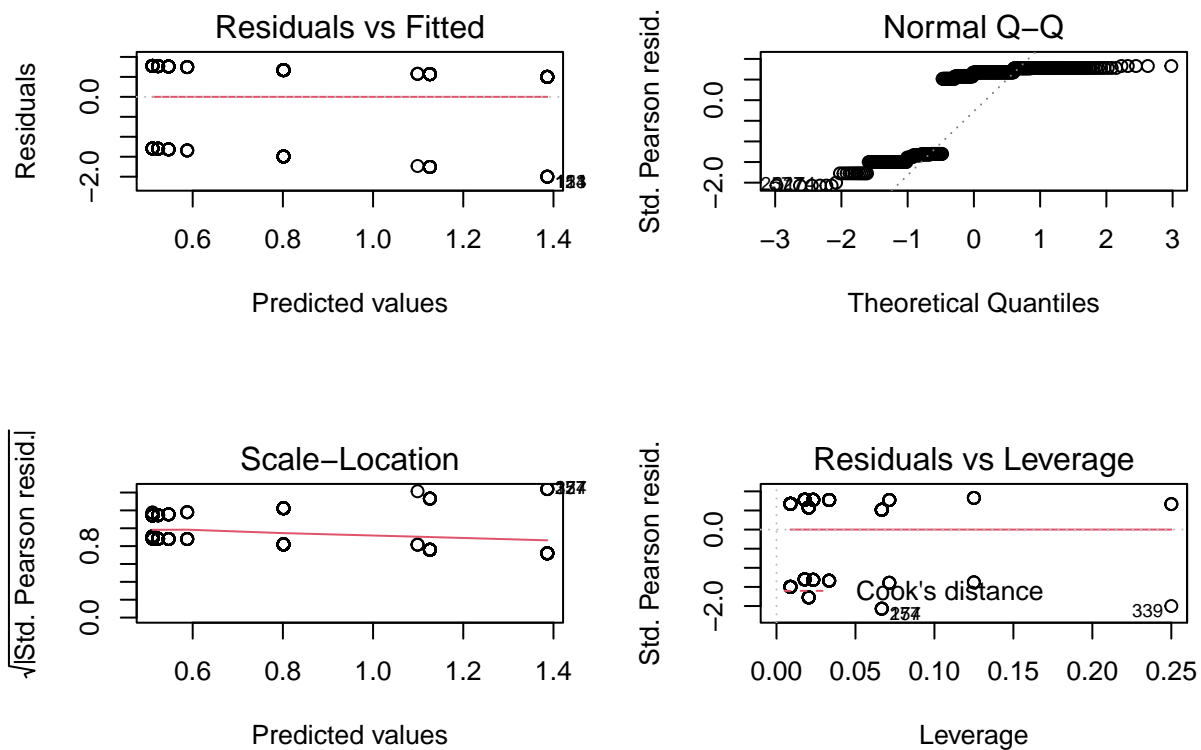 Residuals vs Fitted
Residuals
0.0
−2.0
0.6 0.8 1.0 1.2 1.4
Predicted values
Normal Q−Q
Std. Pearson resid.
0.0
−2.0
−3 −2 −1 0 1 2 3
Theoretical Quantiles
Scale−Location
√|Std. Pearson resid.|
0.8
0.0
0.6 0.8 1.0 1.2 1.4
Predicted values
Residuals vs Leverage
Std. Pearson resid.
0.0
−2.0
Cook's distance
339
0.00 0.05 0.10 0.15 0.20 0.25
Leverage